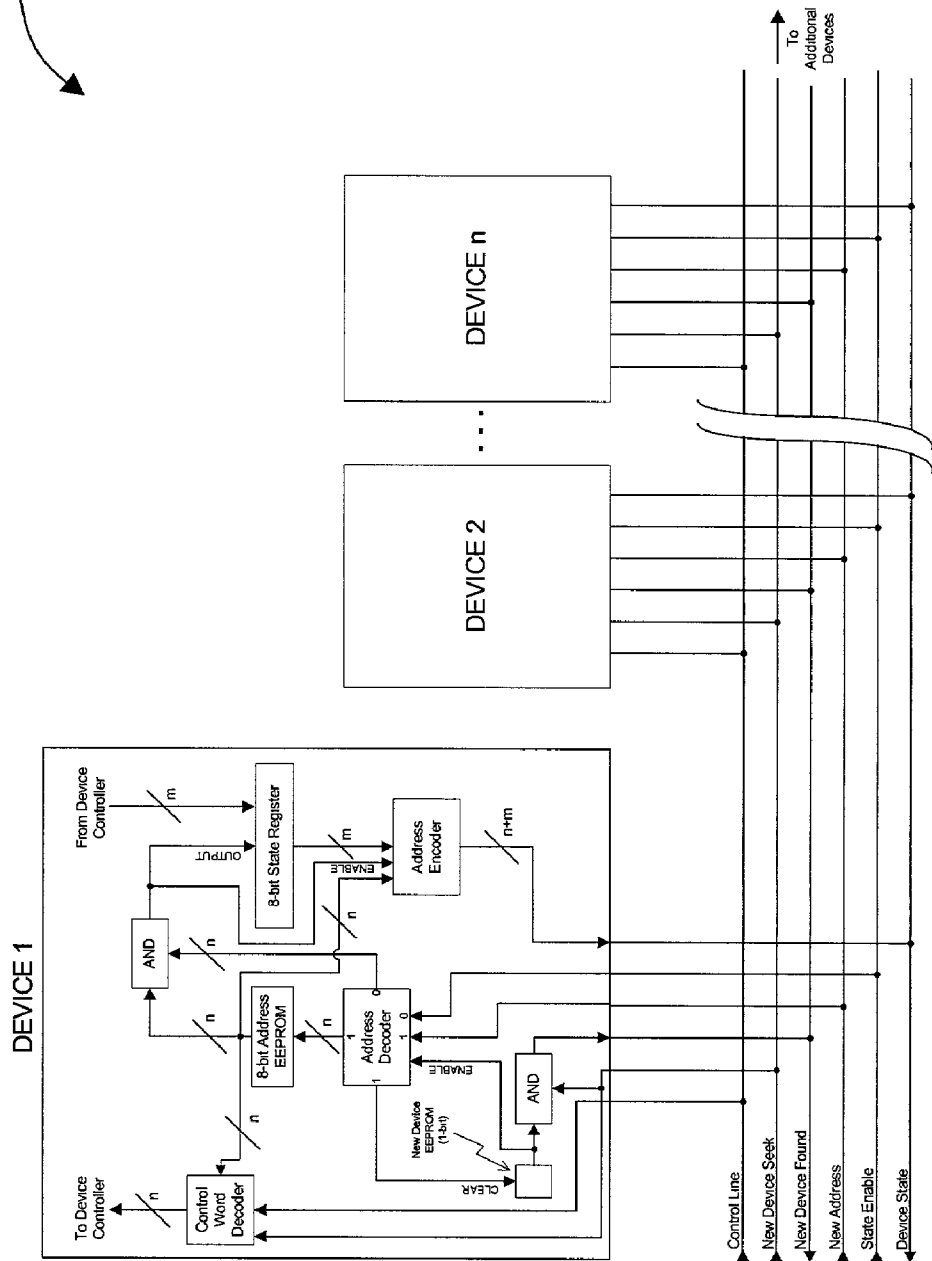 DEVICE 1
To Device
Controller
n
Control
Word
Decoder
n
n
AND
n
OUTPUT
From Device
Controller
m
8-bit State Register
m
ENABLE
n
Address
Encoder
n+m
8-bit Address
EEPROM
n
1
0
Address
Decoder
1
1
0
ENABLE
CLEAR
New Device
EEPROM
(1-bit)
AND
DEVICE 2
. . .
DEVICE n
Control Line
New Device Seek
New Device Found
New Address
State Enable
Device State
To
Additional
Devices